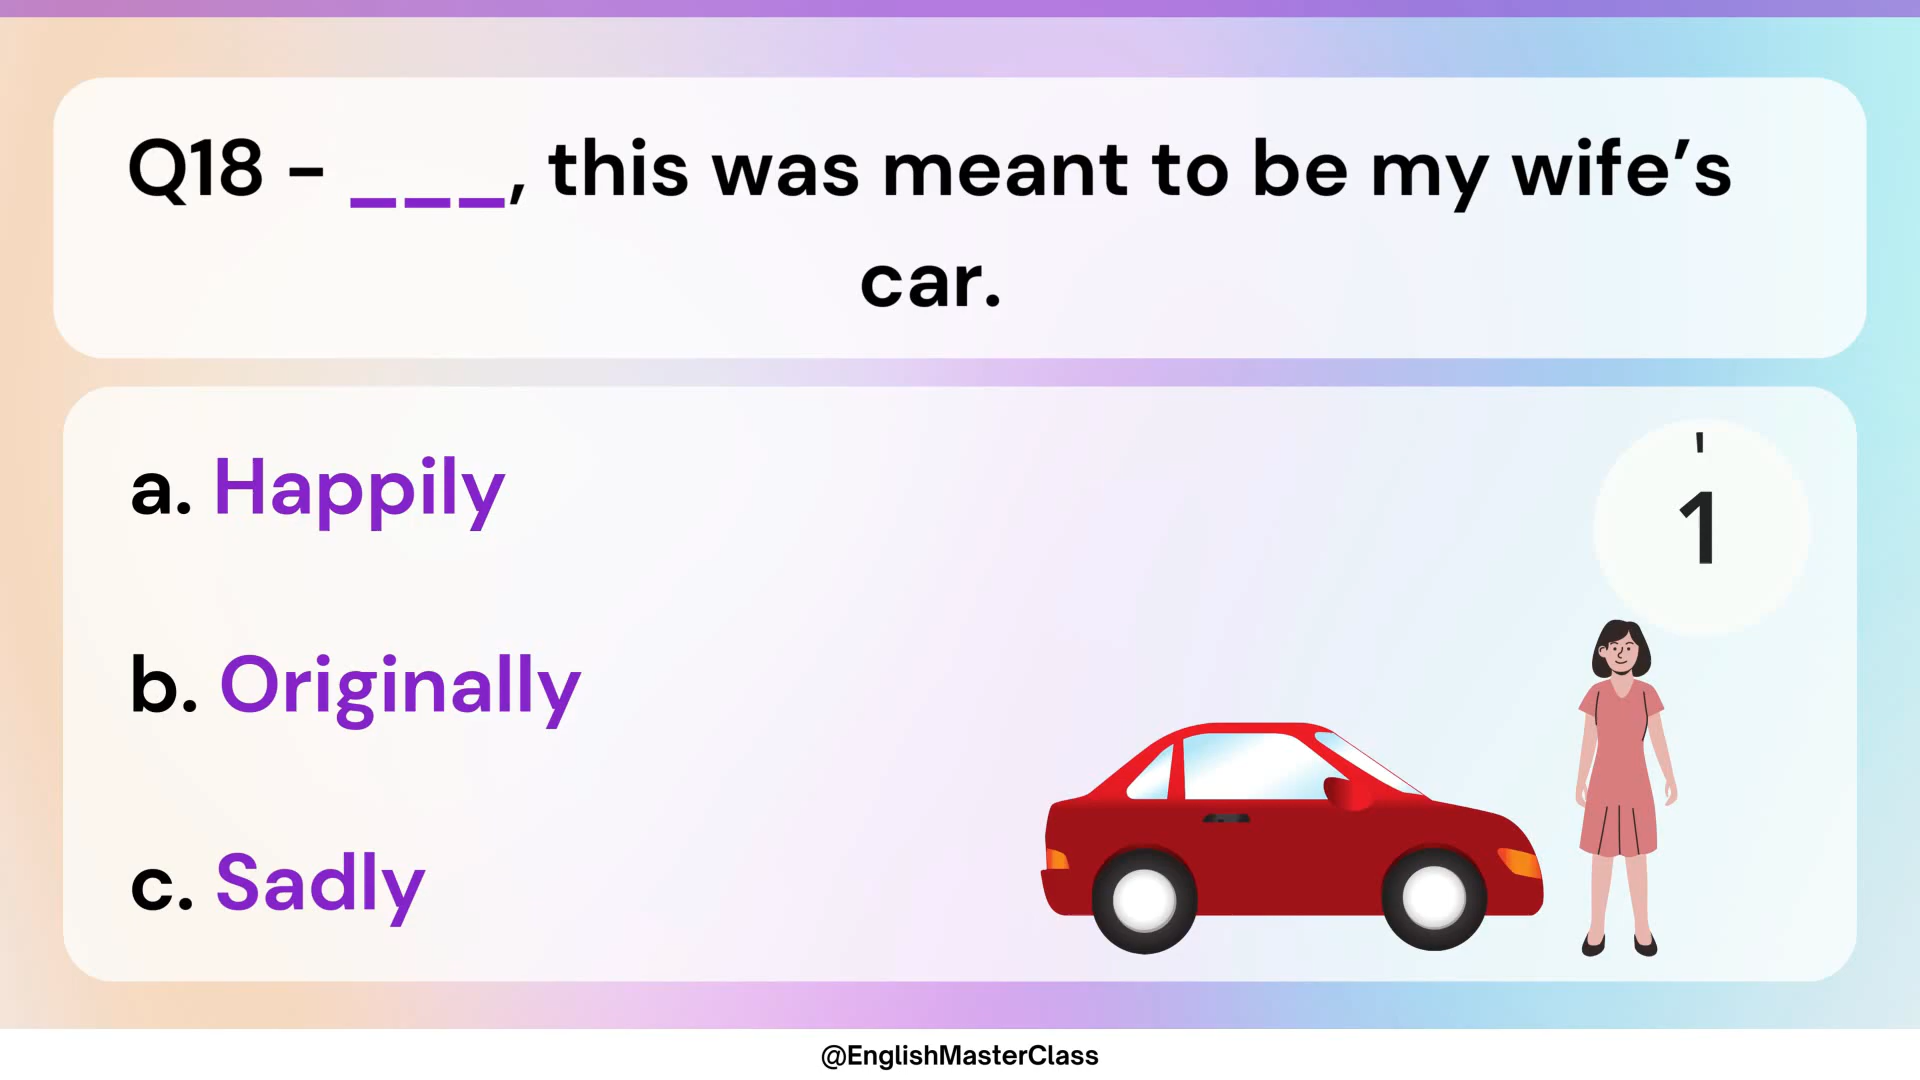 Q18 - ___, this was meant to be my wife’s
car.
a. Happily
b. Originally
c. Sadly
1
@EnglishMasterClass